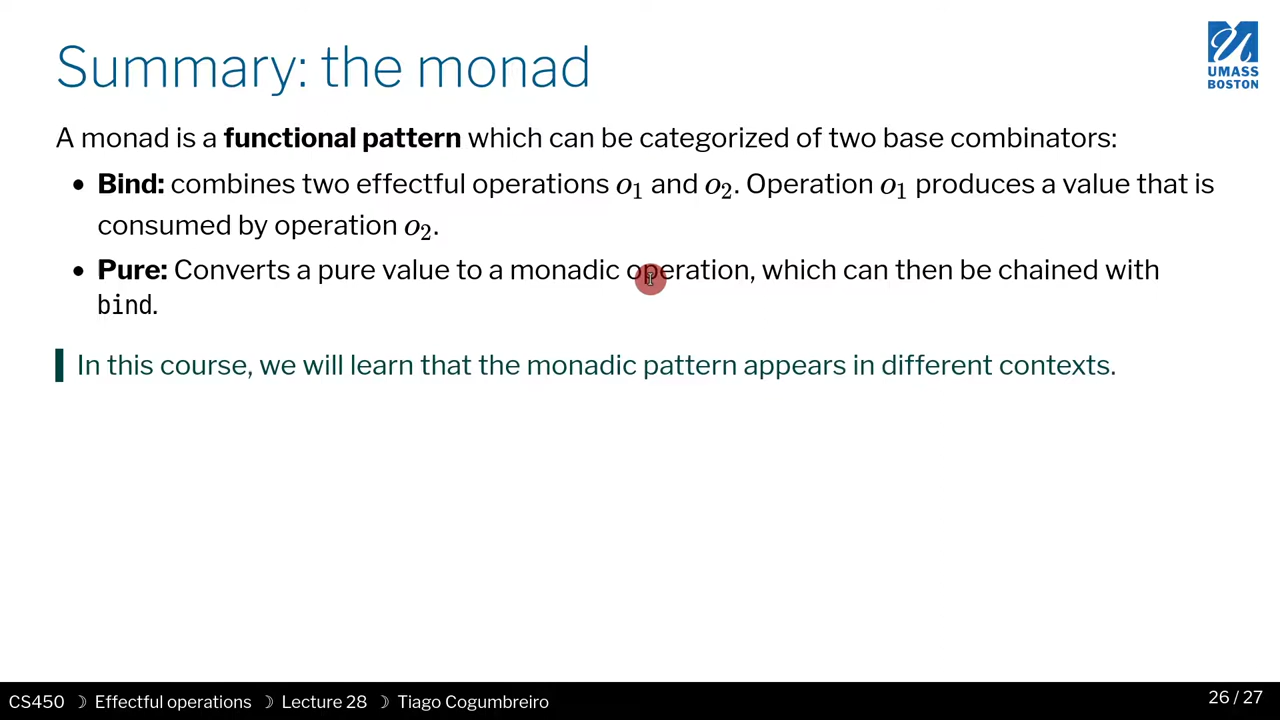 Summary: the monad
UMASS
BOSTON
A monad is a functional pattern which can be categorized of two base combinators:
• Bind: combines two effectful operations o₁ and o₂. Operation o₁ produces a value that is
consumed by operation o₂.
• Pure: Converts a pure value to a monadic operation, which can then be chained with
bind.
In this course, we will learn that the monadic pattern appears in different contexts.
CS450 ☽ Effectful operations ☽ Lecture 28 ☽ Tiago Cogumbreiro
26 / 27